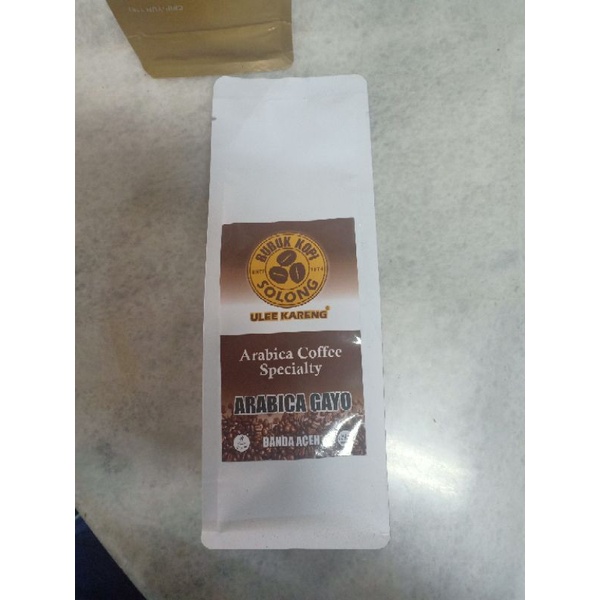 BUBUK KOPI
SOLONG
ULEE KARENG®
Arabica Coffee
Specialty
ARABICA GAYO
BANDA ACEH